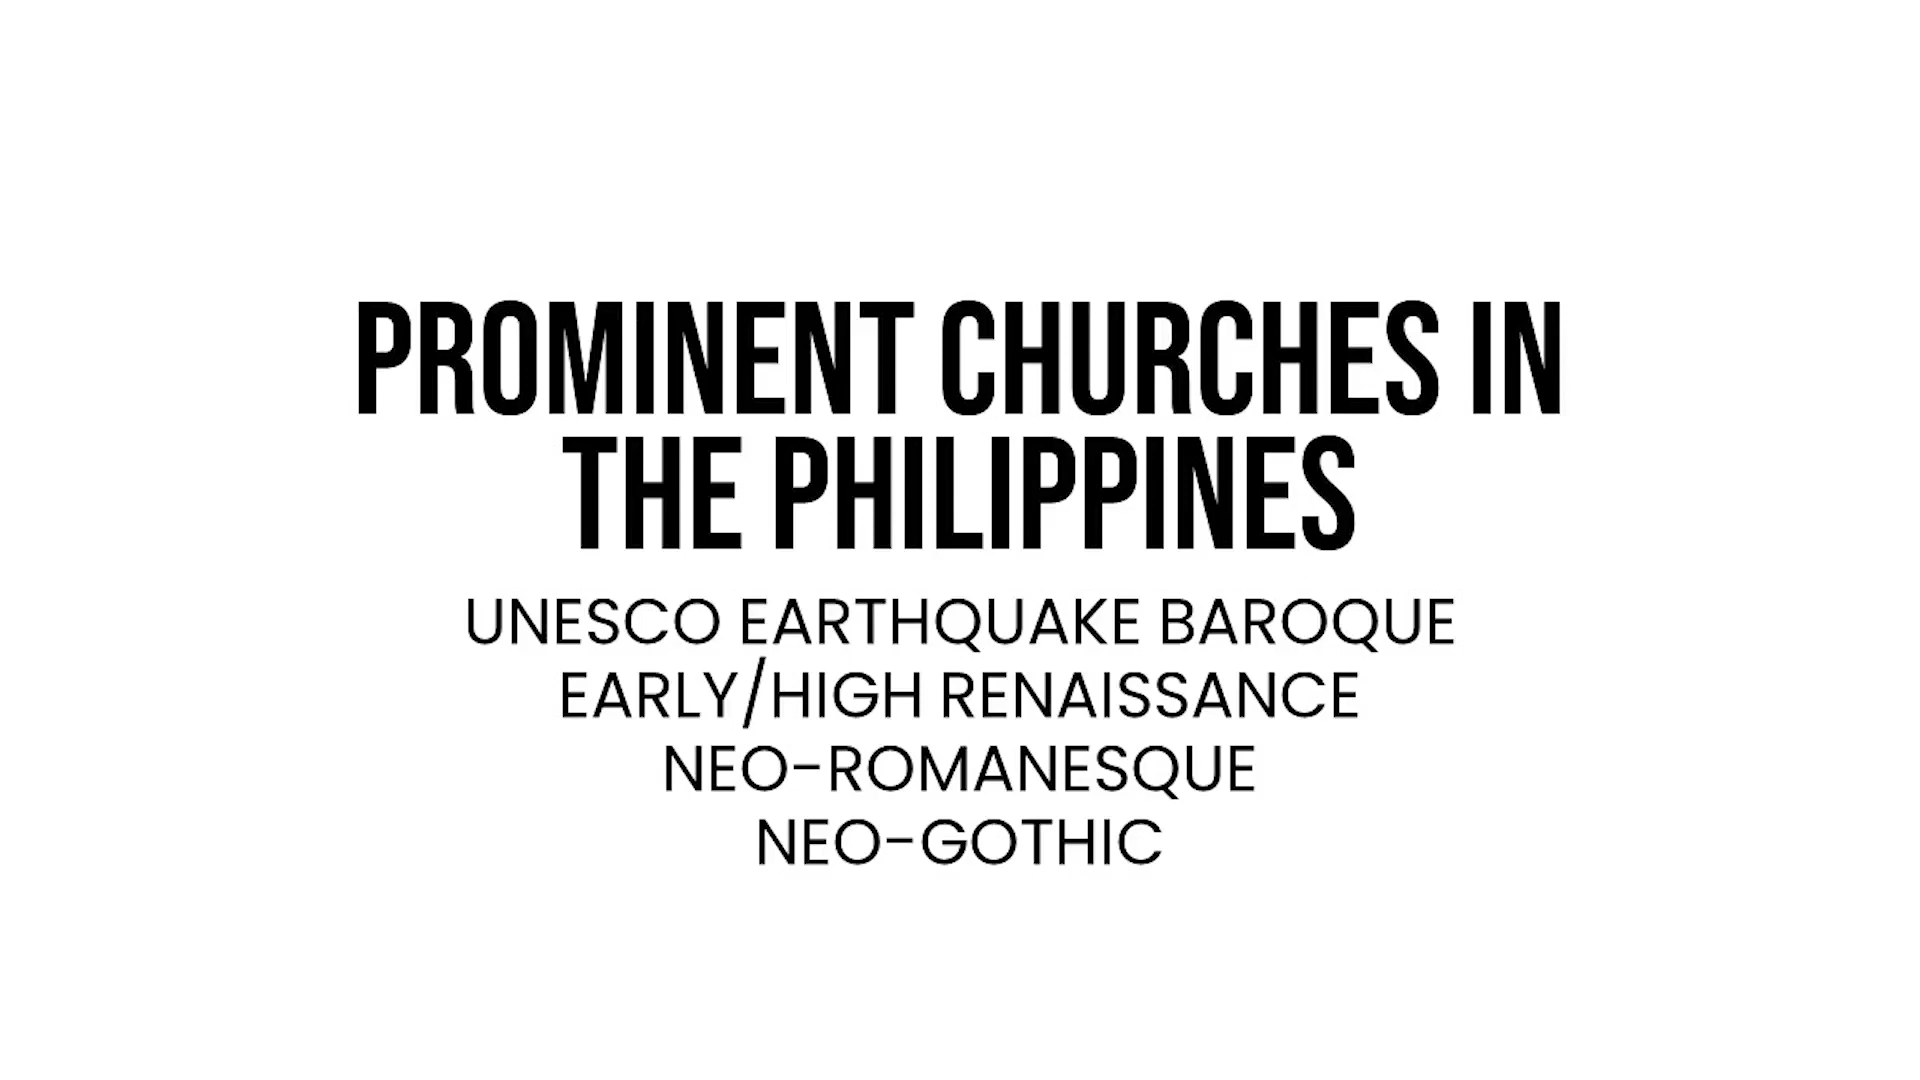 PROMINENT CHURCHES IN
THE PHILIPPINES
UNESCO EARTHQUAKE BAROQUE
EARLY/HIGH RENAISSANCE
NEO-ROMANESQUE
NEO-GOTHIC